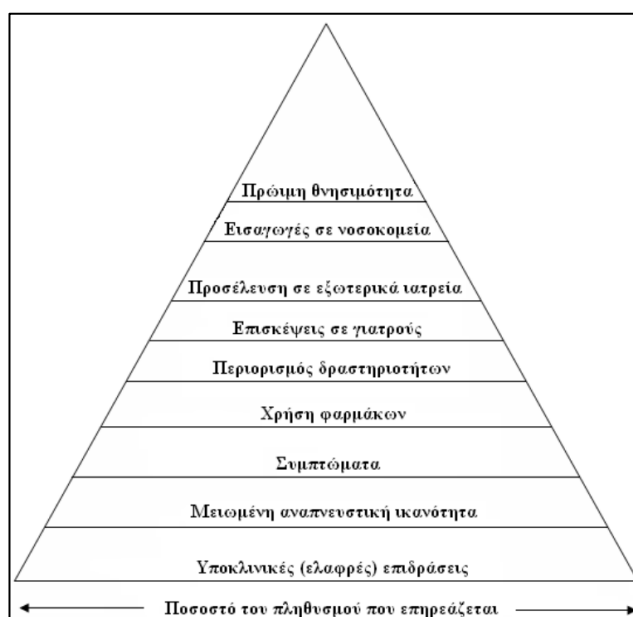 Πρώιμη θνησιμότητα
Εισαγωγές σε νοσοκομεία
Προσέλευση σε εξωτερικά ιατρεία
Επισκέψεις σε γιατρούς
Περιορισμός δραστηριοτήτων
Χρήση φαρμάκων
Συμπτώματα
Μειωμένη αναπνευστική ικανότητα
Υποκλινικές (ελαφρές) επιδράσεις
Ποσοστό του πληθυσμού που επηρεάζεται